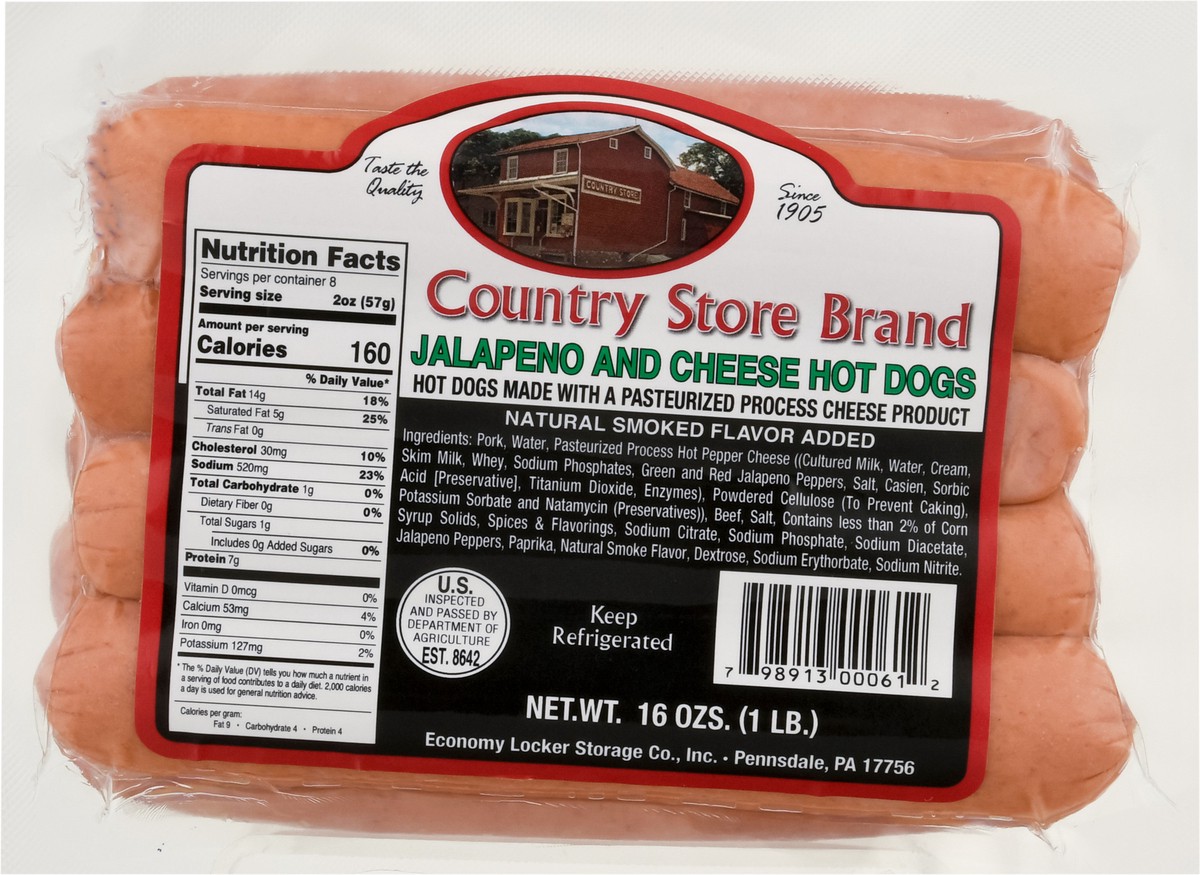 Taste the
Quality
COUNTRY STORE
Since
1905
Country Store Brand
JALAPENO AND CHEESE HOT DOGS
HOT DOGS MADE WITH A PASTEURIZED PROCESS CHEESE PRODUCT
NATURAL SMOKED FLAVOR ADDED
Ingredients: Pork, Water, Pasteurized Process Hot Pepper Cheese ((Cultured Milk, Water, Cream,
Skim Milk, Whey, Sodium Phosphates, Green and Red Jalapeno Peppers, Salt, Casien, Sorbic
Acid [Preservative], Titanium Dioxide, Enzymes), Powdered Cellulose (To Prevent Caking),
Potassium Sorbate and Natamycin (Preservatives)), Beef, Salt, Contains less than 2% of Corn
Syrup Solids, Spices & Flavorings, Sodium Citrate, Sodium Phosphate, Sodium Diacetate,
Jalapeno Peppers, Paprika, Natural Smoke Flavor, Dextrose, Sodium Erythorbate, Sodium Nitrite.
Nutrition Facts
Servings per container 8
Serving size 2oz (57g)
Amount per serving
Calories 160
% Daily Value*
Total Fat 14g 18%
Saturated Fat 5g 25%
Trans Fat 0g
Cholesterol 30mg 10%
Sodium 520mg 23%
Total Carbohydrate 1g 0%
Dietary Fiber 0g 0%
Total Sugars 1g
Includes 0g Added Sugars 0%
Protein 7g
Vitamin D 0mcg 0%
Calcium 53mg 4%
Iron 0mg 0%
Potassium 127mg 2%
* The % Daily Value (DV) tells you how much a nutrient in
a serving of food contributes to a daily diet. 2,000 calories
a day is used for general nutrition advice.
Calories per gram:
Fat 9 • Carbohydrate 4 • Protein 4
U.S.
INSPECTED
AND PASSED BY
DEPARTMENT OF
AGRICULTURE
EST. 8642
Keep
Refrigerated
7 98913 00061 2
NET.WT. 16 OZS. (1 LB.)
Economy Locker Storage Co., Inc. • Pennsdale, PA 17756